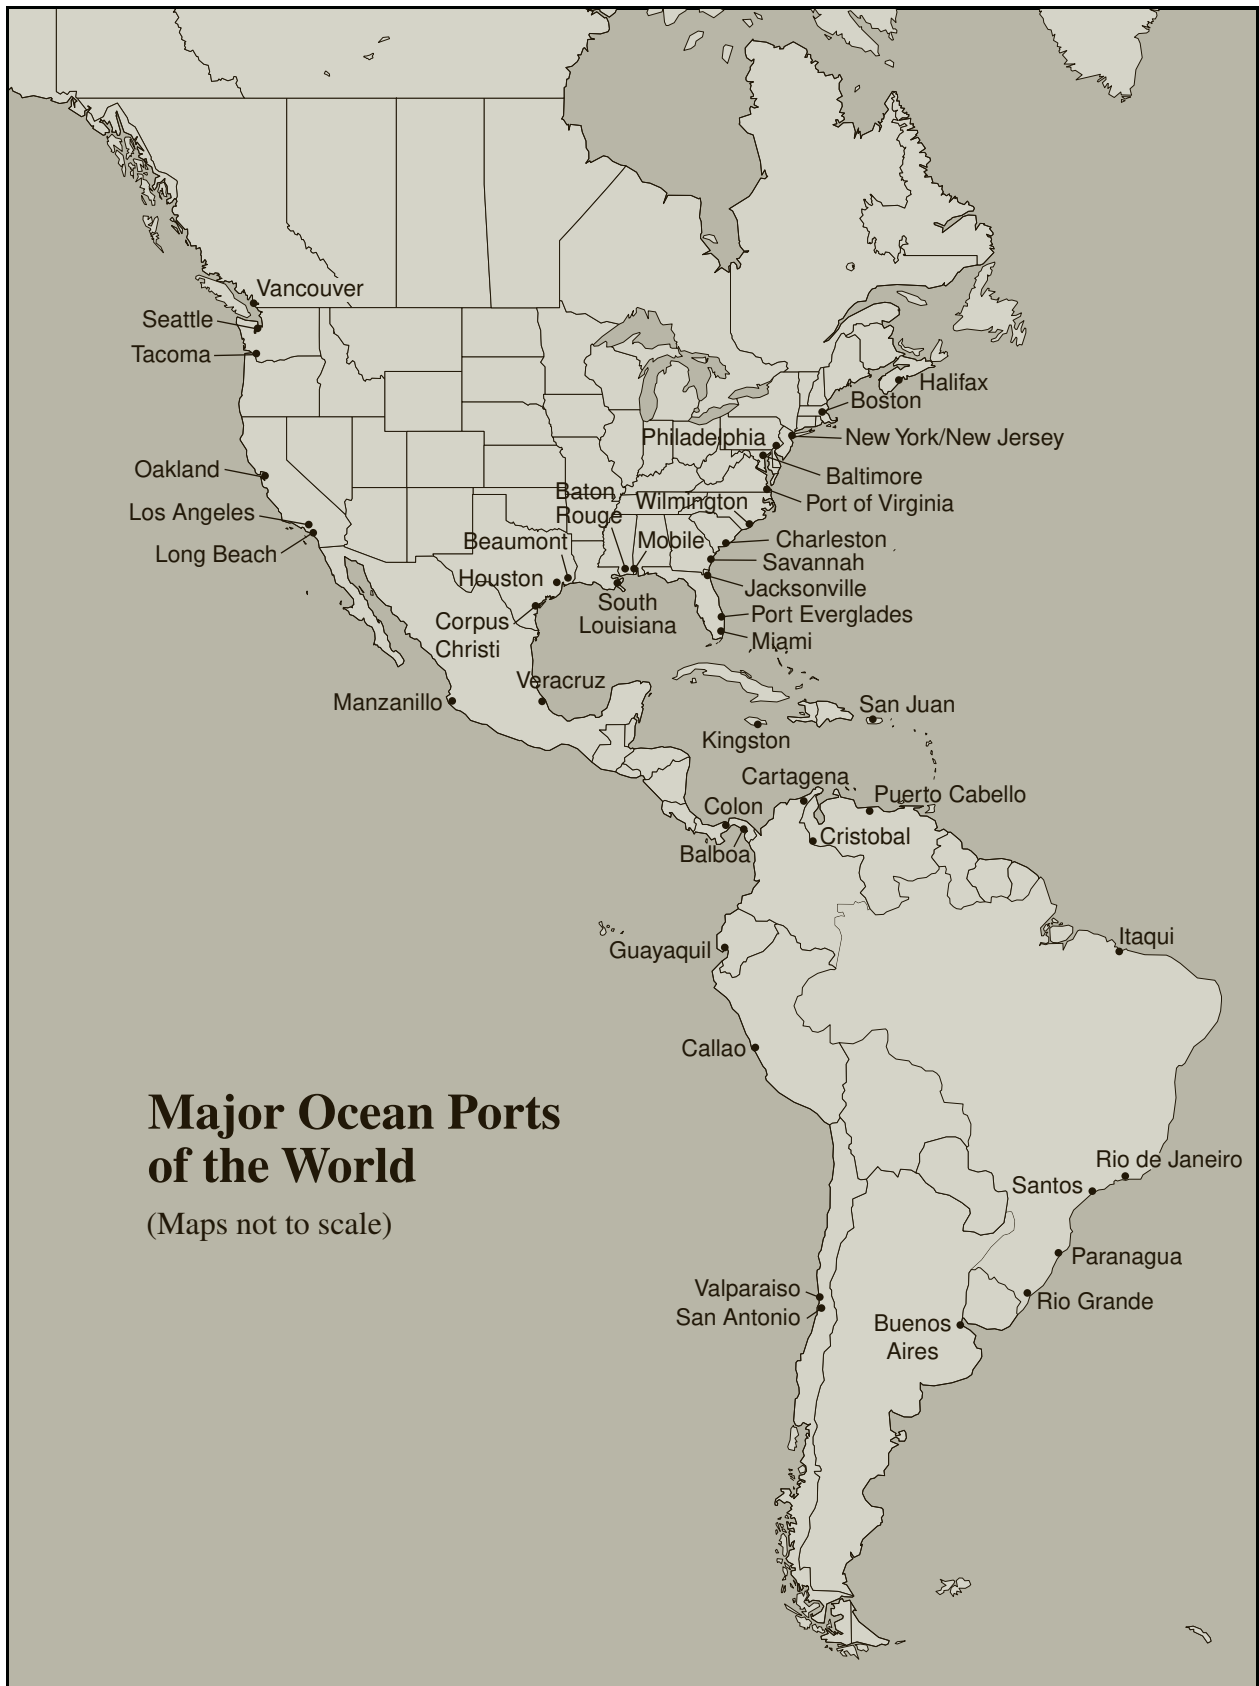 Vancouver
Seattle
Tacoma
Halifax
Boston
Philadelphia
New York/New Jersey
Oakland
Baltimore
Baton
Wilmington
Port of Virginia
Los Angeles
Rouge
Long Beach
Beaumont
Mobile
Charleston
Savannah
Houston
Jacksonville
South
Louisiana
Port Everglades
Corpus
Christi
Miami
Veracruz
Manzanillo
San Juan
Kingston
Cartagena
Puerto Cabello
Colon
Cristobal
Balboa
Itaqui
Guayaquil
Callao
Major Ocean Ports
of the World
(Maps not to scale)
Rio de Janeiro
Santos
Paranagua
Valparaiso
San Antonio
Rio Grande
Buenos
Aires